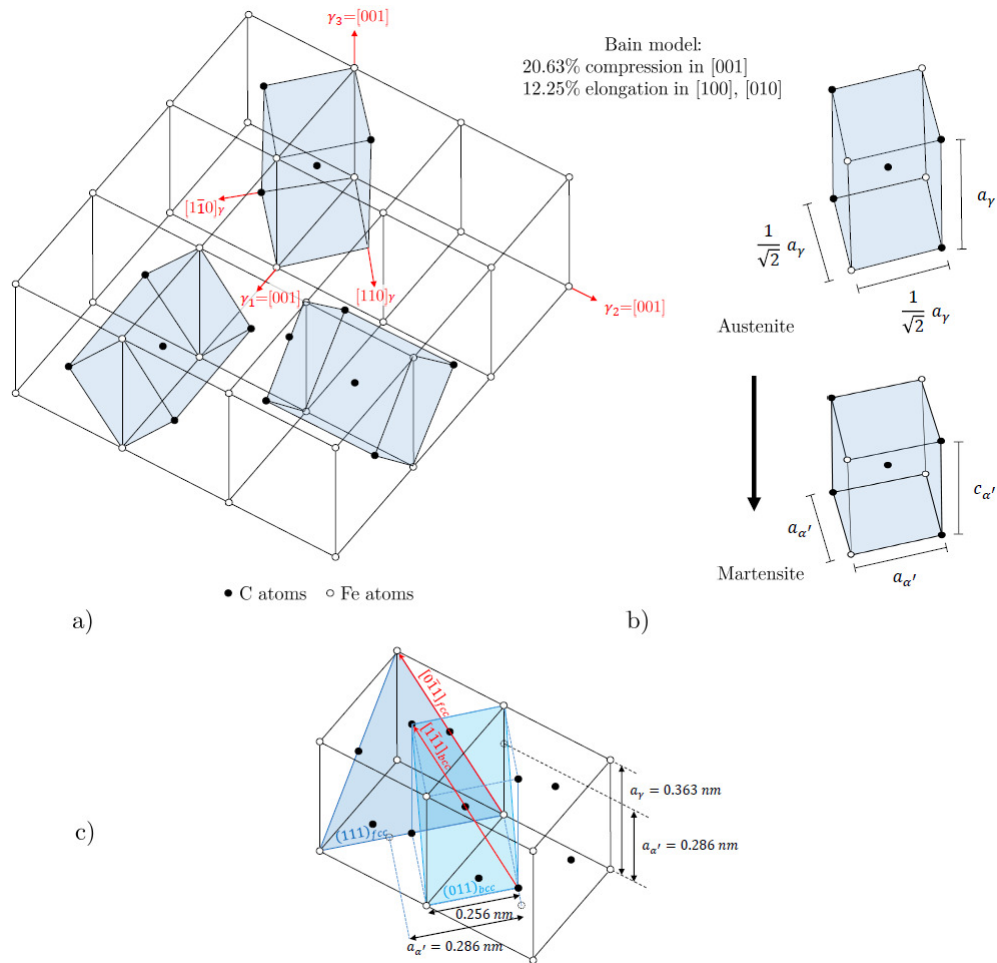 γ₃=[001]
Bain model:
20.63% compression in [001]
12.25% elongation in [100], [010]
[11̄0]γ
γ₁=[001]
[110]γ
γ₂=[001]
aγ
1/√2 aγ
1/√2 aγ
Austenite
cα′
aα′
aα′
Martensite
● C atoms ○ Fe atoms
a)
b)
[01̄1]fcc
[11̄1]bcc
aγ = 0.363 nm
aα′ = 0.286 nm
c)
(111)fcc
(011)bcc
0.256 nm
aα′ = 0.286 nm